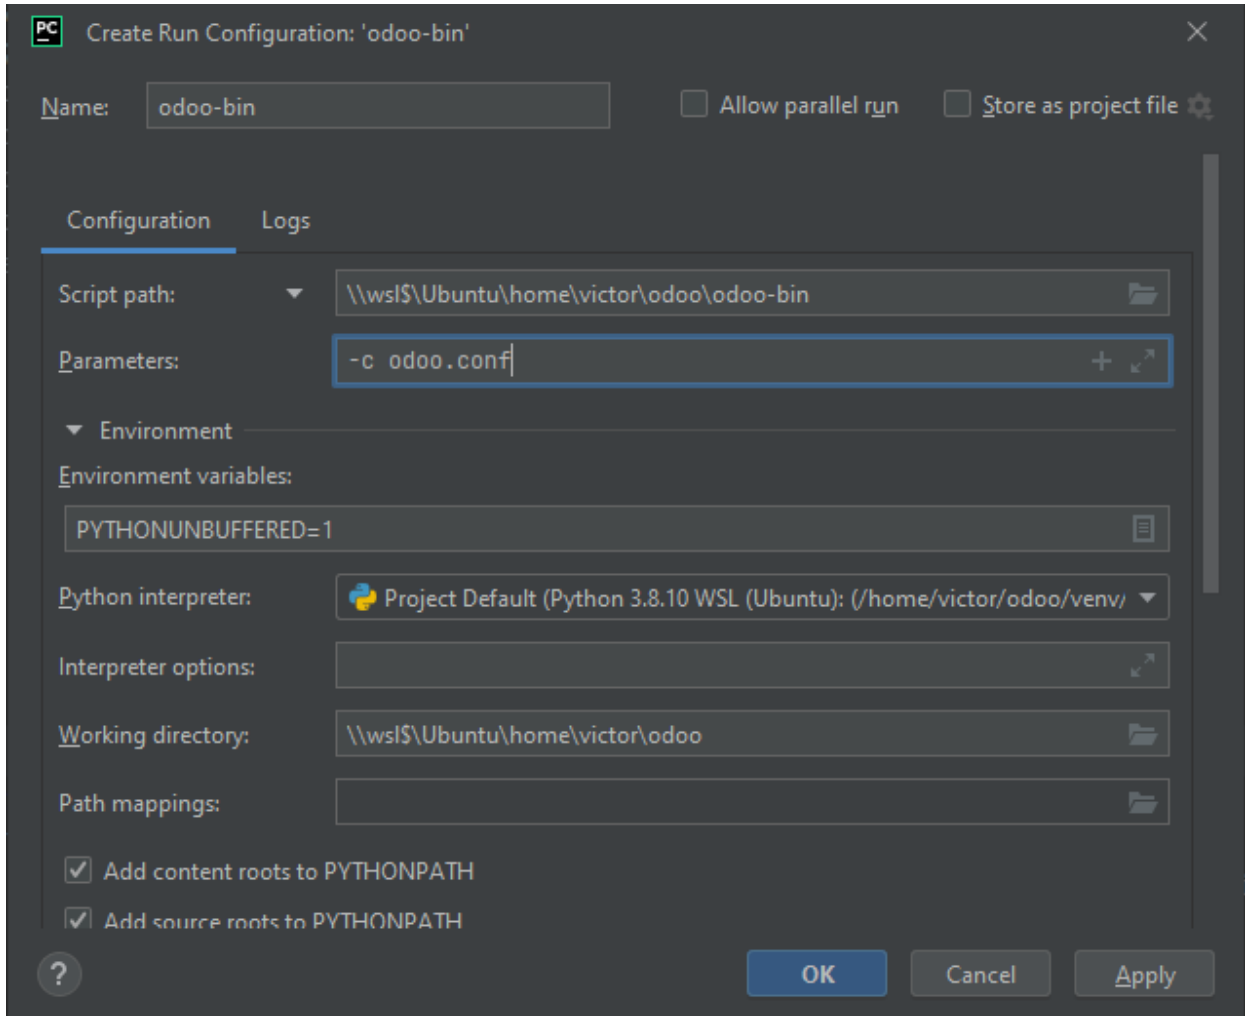 PC Create Run Configuration: 'odoo-bin'
Name: odoo-bin Allow parallel run Store as project file
Configuration Logs
Script path: \\wsl$\Ubuntu\home\victor\odoo\odoo-bin
Parameters: -c odoo.conf
Environment
Environment variables:
PYTHONUNBUFFERED=1
Python interpreter: Project Default (Python 3.8.10 WSL (Ubuntu): (/home/victor/odoo/venv/
Interpreter options:
Working directory: \\wsl$\Ubuntu\home\victor\odoo
Path mappings:
Add content roots to PYTHONPATH
Add source roots to PYTHONPATH
? OK Cancel Apply